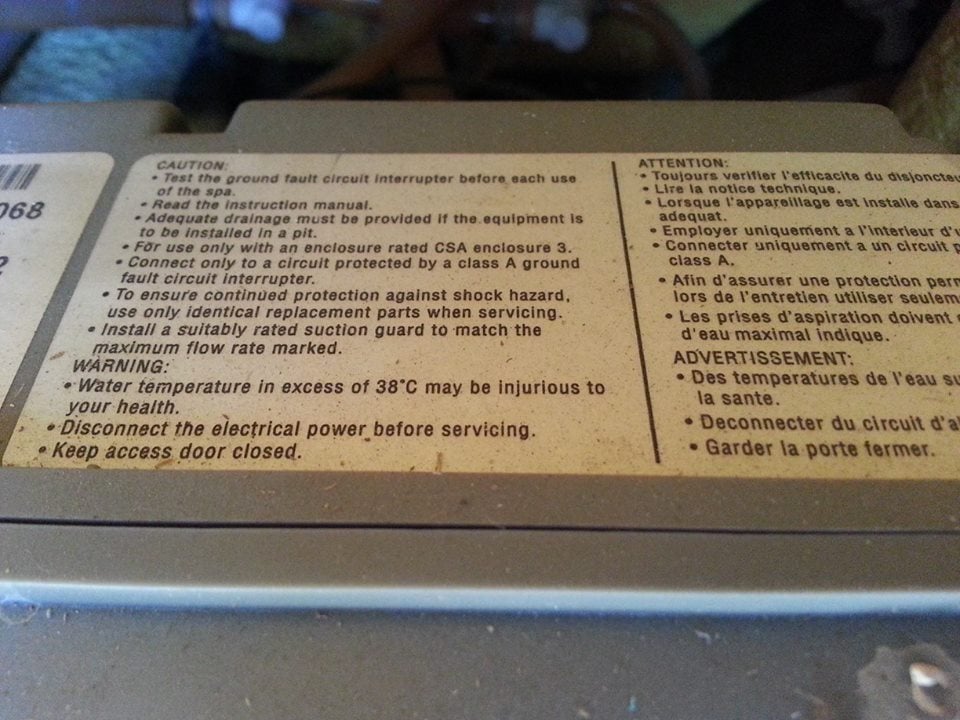 068
2
CAUTION:
• Test the ground fault circuit interrupter before each use
of the spa.
• Read the instruction manual.
• Adequate drainage must be provided if the equipment is
to be installed in a pit.
• For use only with an enclosure rated CSA enclosure 3.
• Connect only to a circuit protected by a class A ground
fault circuit interrupter.
• To ensure continued protection against shock hazard,
use only identical replacement parts when servicing.
• Install a suitably rated suction guard to match the
maximum flow rate marked.
WARNING:
• Water temperature in excess of 38°C may be injurious to
your health.
• Disconnect the electrical power before servicing.
• Keep access door closed.
ATTENTION:
• Toujours verifier l'efficacite du disjoncteu
• Lire la notice technique.
• Lorsque l'appareillage est installe dans
adequat.
• Employer uniquement a l'interieur d'
• Connecter uniquement a un circuit p
class A.
• Afin d'assurer une protection perm
lors de l'entretien utiliser seulem
• Les prises d'aspiration doivent
d'eau maximal indique.
ADVERTISSEMENT:
• Des temperatures de l'eau su
la sante.
• Deconnecter du circuit d'al
• Garder la porte fermer.